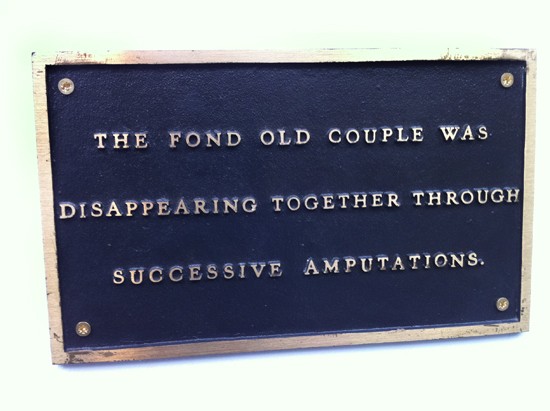 THE FOND OLD COUPLE WAS
DISAPPEARING TOGETHER THROUGH
SUCCESSIVE AMPUTATIONS.